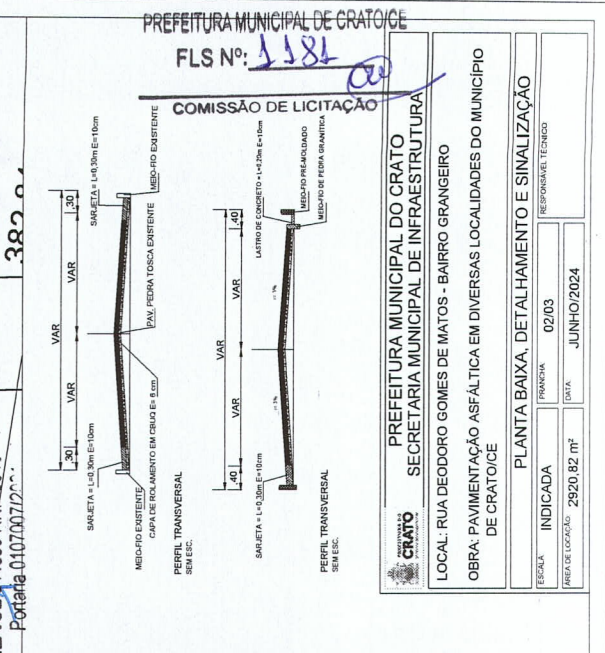 PREFEITURA MUNICIPAL DE CRATO/CE
FLS Nº: 1181
COMISSÃO DE LICITAÇÃO
382,84
Portaria 0107007/202
VAR
.30
VAR
VAR
.30
SARJETA = L=0,30m E=10cm
SARJETA = L=0,30m E=10cm
MEIO-FIO EXISTENTE
PAV. PEDRA TOSCA EXISTENTE
MEIO-FIO EXISTENTE
CAPA DE ROLAMENTO EM CBUQ E= 6 cm
PERFIL TRANSVERSAL
SEM ESC.
VAR
.40
VAR
VAR
.40
SARJETA = L=0,30m E=10cm
LASTRO DE CONCRETO = L=0,25m E=10cm
MEIO-FIO PRÉ-MOLDADO
MEIO-FIO DE PEDRA GRANÍTICA
PERFIL TRANSVERSAL
SEM ESC.
PREFEITURA DO
CRATO
PREFEITURA MUNICIPAL DO CRATO
SECRETARIA MUNICIPAL DE INFRAESTRUTURA
LOCAL: RUA DEODORO GOMES DE MATOS - BAIRRO GRANGEIRO
OBRA: PAVIMENTAÇÃO ASFÁLTICA EM DIVERSAS LOCALIDADES DO MUNICÍPIO
DE CRATO/CE
PLANTA BAIXA, DETALHAMENTO E SINALIZAÇÃO
ESCALA: INDICADA
PRANCHA: 02/03
RESPONSÁVEL TÉCNICO
ÁREA DE LOCAÇÃO: 2920,82 m²
DATA: JUNHO/2024